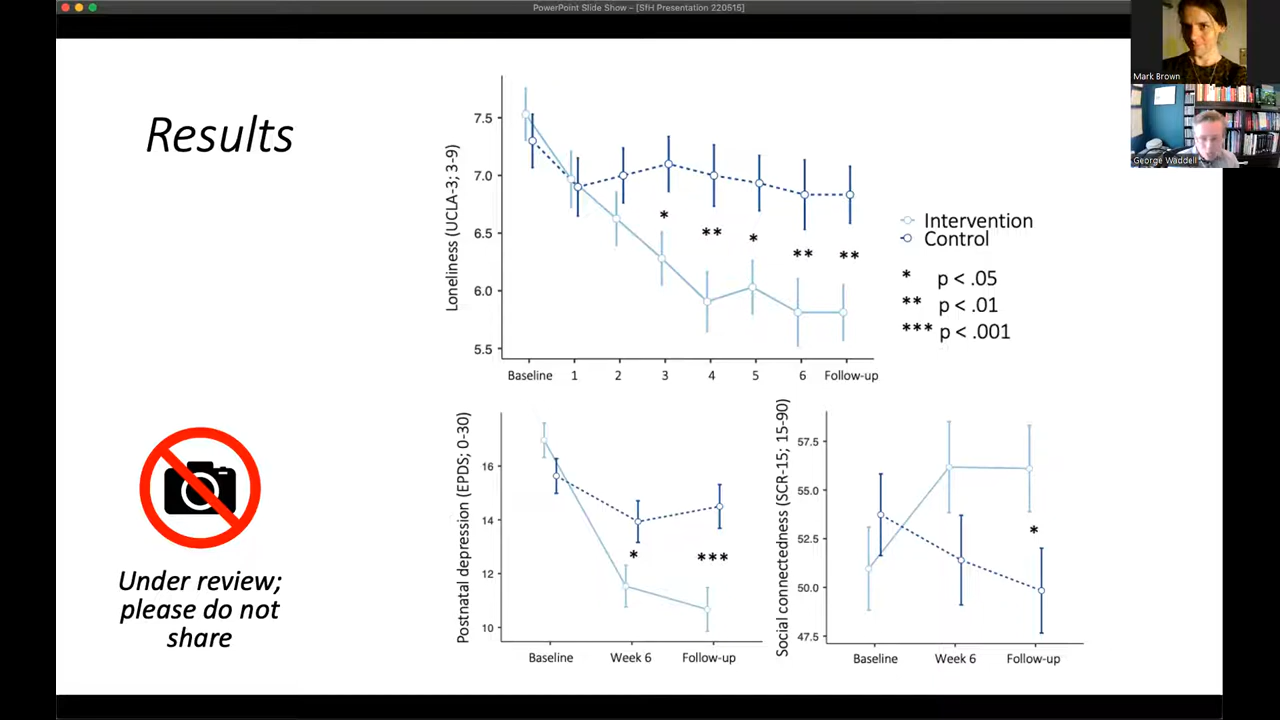 PowerPoint Slide Show – [SfH Presentation 220515]
Mark Brown
George Waddell
Results
Loneliness (UCLA-3; 3-9)
7.5
7.0
6.5
6.0
5.5
*
**
*
**
**
Baseline 1 2 3 4 5 6 Follow-up
Intervention
Control
* p < .05
** p < .01
*** p < .001
Under review;
please do not
share
Postnatal depression (EPDS; 0-30)
16
14
12
10
*
***
Baseline Week 6 Follow-up
Social connectedness (SCR-15; 15-90)
57.5
55.0
52.5
50.0
47.5
*
Baseline Week 6 Follow-up